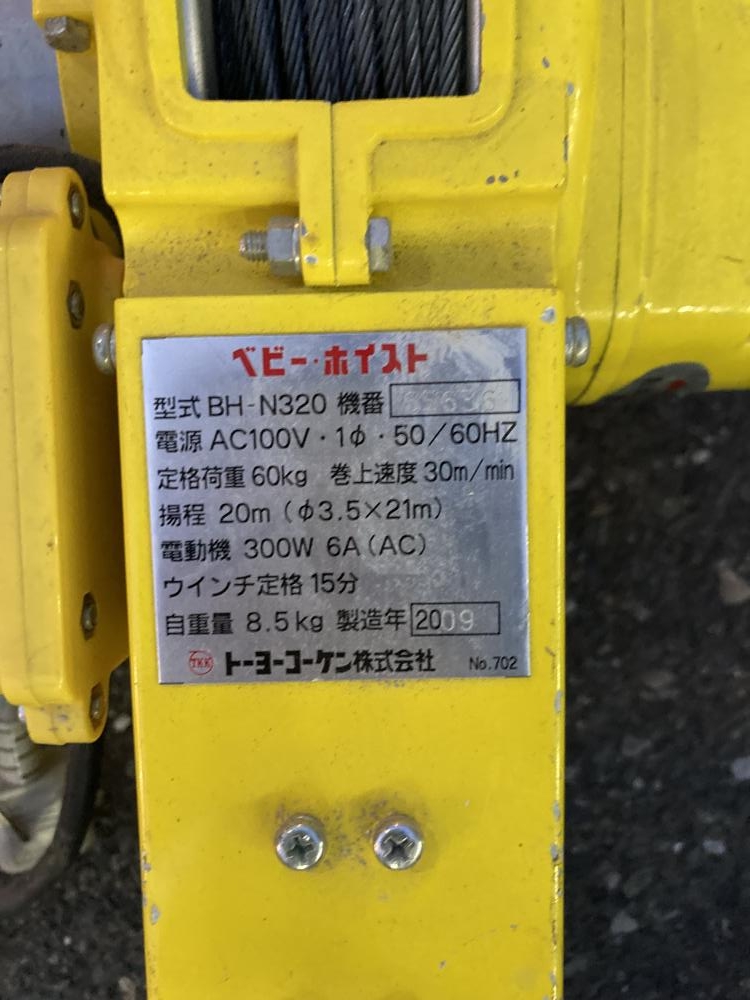 ベビー・ホイスト
型式 BH-N320 機番
電源 AC100V・1φ・50/60HZ
定格荷重 60kg 巻上速度 30m/min
揚程 20m (φ3.5×21m)
電動機 300W 6A (AC)
ウインチ定格 15分
自重量 8.5kg 製造年 2009
TKK トーヨーコーケン株式会社 No.702